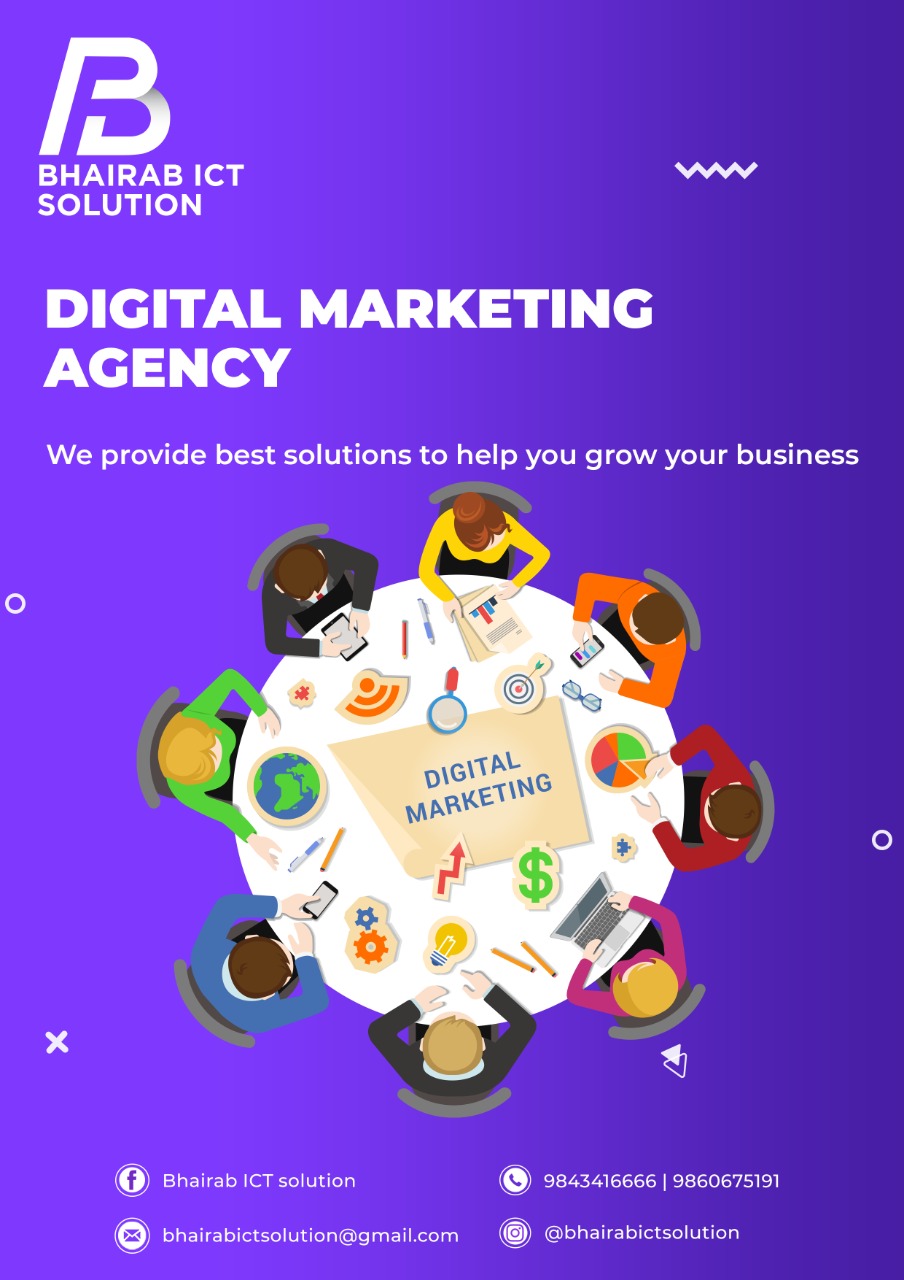 BHAIRAB ICT
SOLUTION
DIGITAL MARKETING
AGENCY
We provide best solutions to help you grow your business
DIGITAL
MARKETING
Bhairab ICT solution
9843416666 | 9860675191
bhairabictsolution@gmail.com
@bhairabictsolution